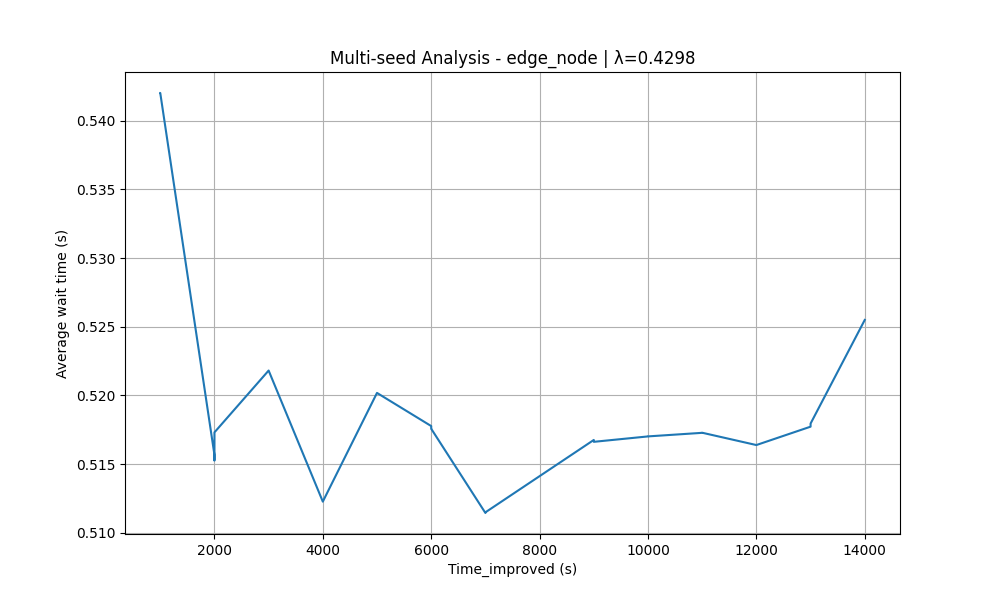 Multi-seed Analysis - edge_node | λ=0.4298
Average wait time (s)
0.540
0.535
0.530
0.525
0.520
0.515
0.510
2000 4000 6000 8000 10000 12000 14000
Time_improved (s)